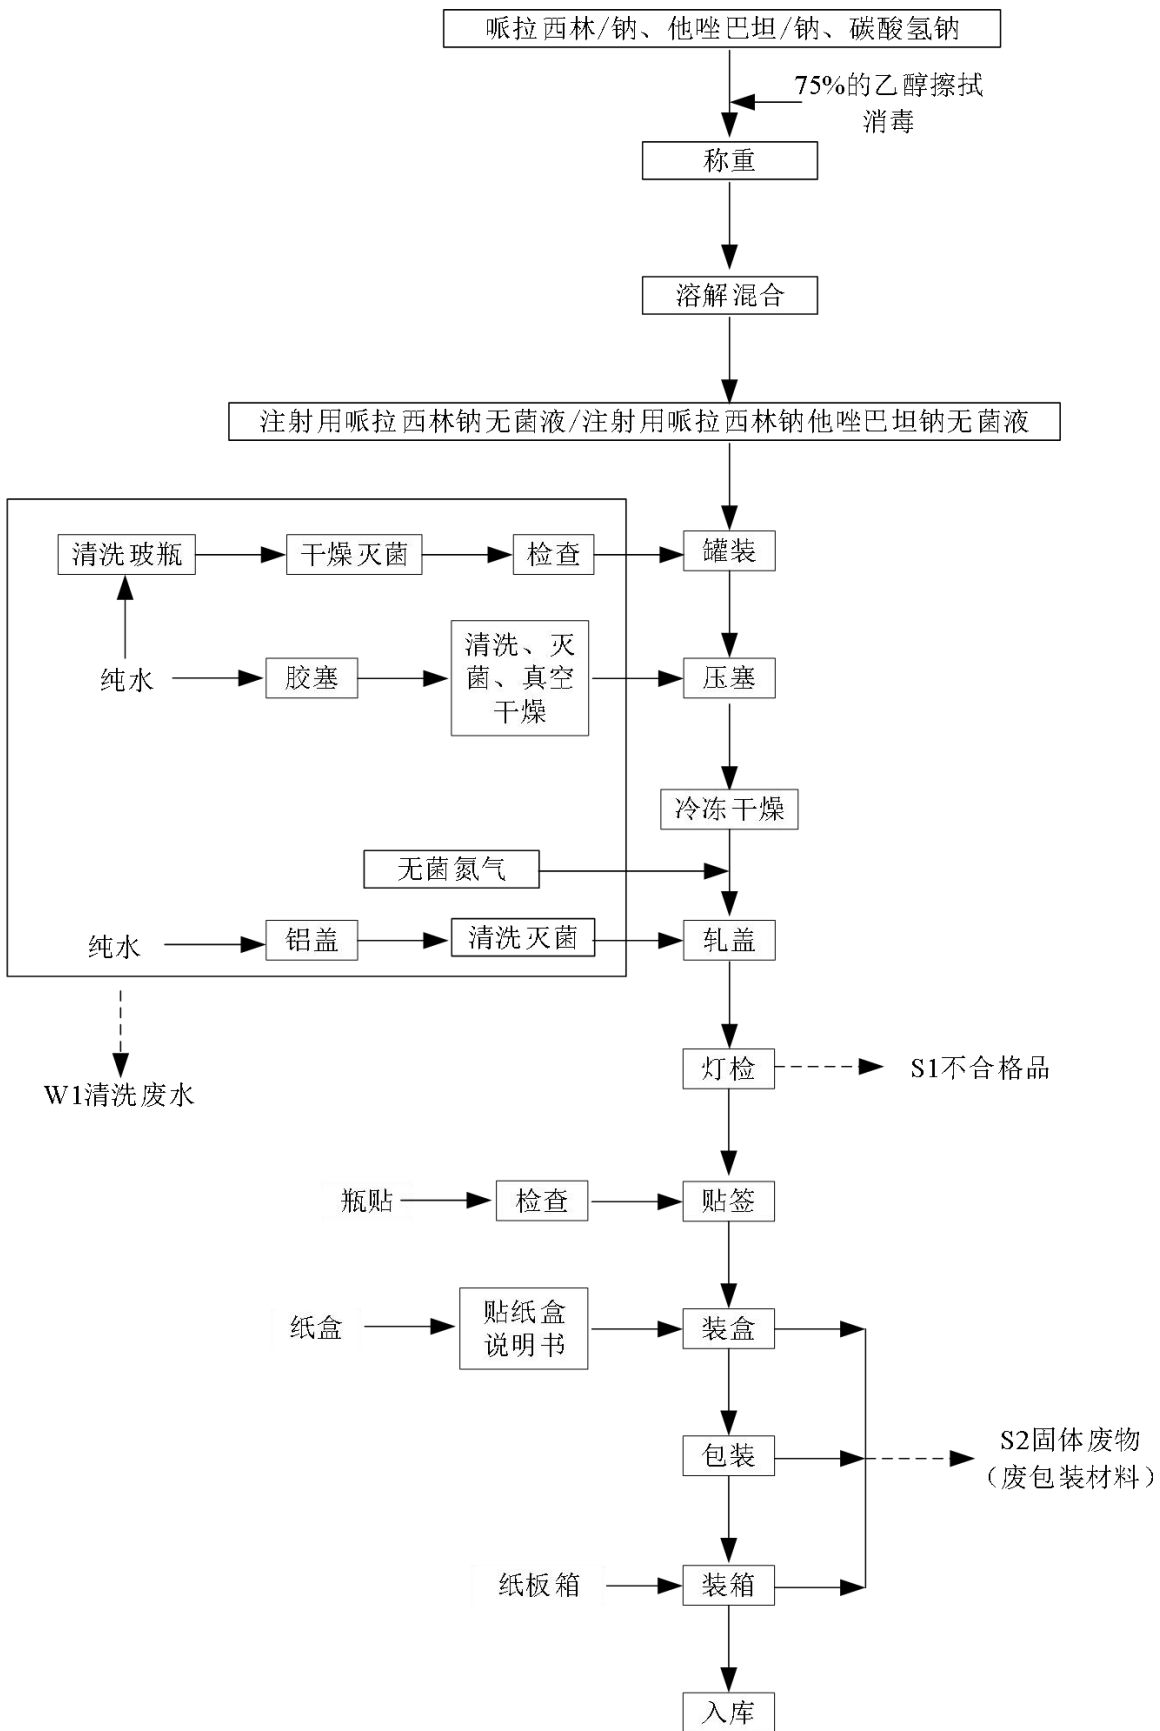 哌拉西林/钠、他唑巴坦/钠、碳酸氢钠
75%的乙醇擦拭
消毒
称重
溶解混合
注射用哌拉西林钠无菌液/注射用哌拉西林钠他唑巴坦钠无菌液
清洗玻瓶
干燥灭菌
检查
罐装
纯水
胶塞
清洗、灭
菌、真空
干燥
压塞
冷冻干燥
无菌氮气
纯水
铝盖
清洗灭菌
轧盖
W1清洗废水
灯检
S1不合格品
瓶贴
检查
贴签
纸盒
贴纸盒
说明书
装盒
包装
S2固体废物
（废包装材料）
纸板箱
装箱
入库